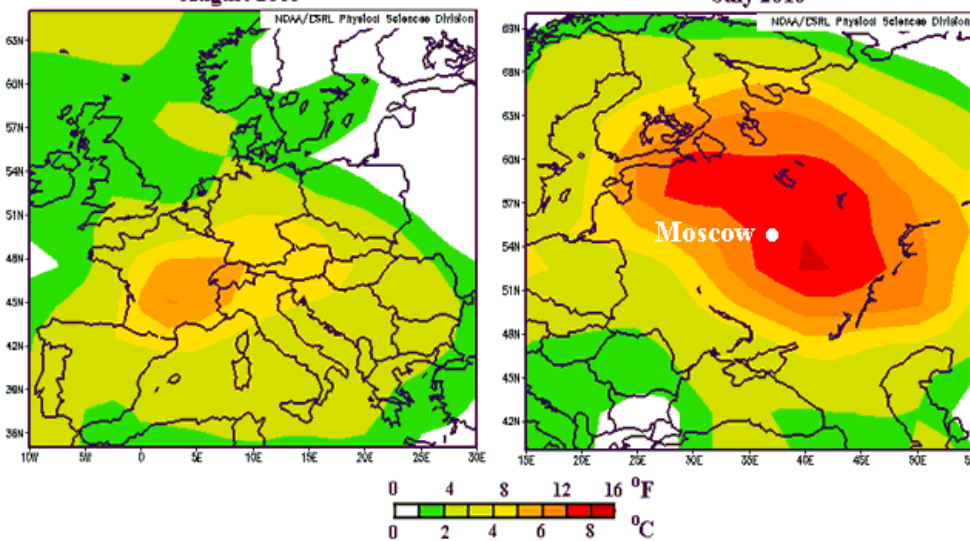 NOAA/ESRL Physical Sciences Division
63N
60N
57N
54N
51N
48N
45N
42N
39N
36N
10W
5W
0
5E
10E
15E
20E
25E
30E
July 2010
NOAA/ESRL Physical Sciences Division
69N
68N
63N
60N
57N
54N
51N
48N
45N
42N
15E
20E
25E
30E
35E
40E
45E
50E
Moscow
0 4 8 12 16 °F
0 2 4 6 8 °C